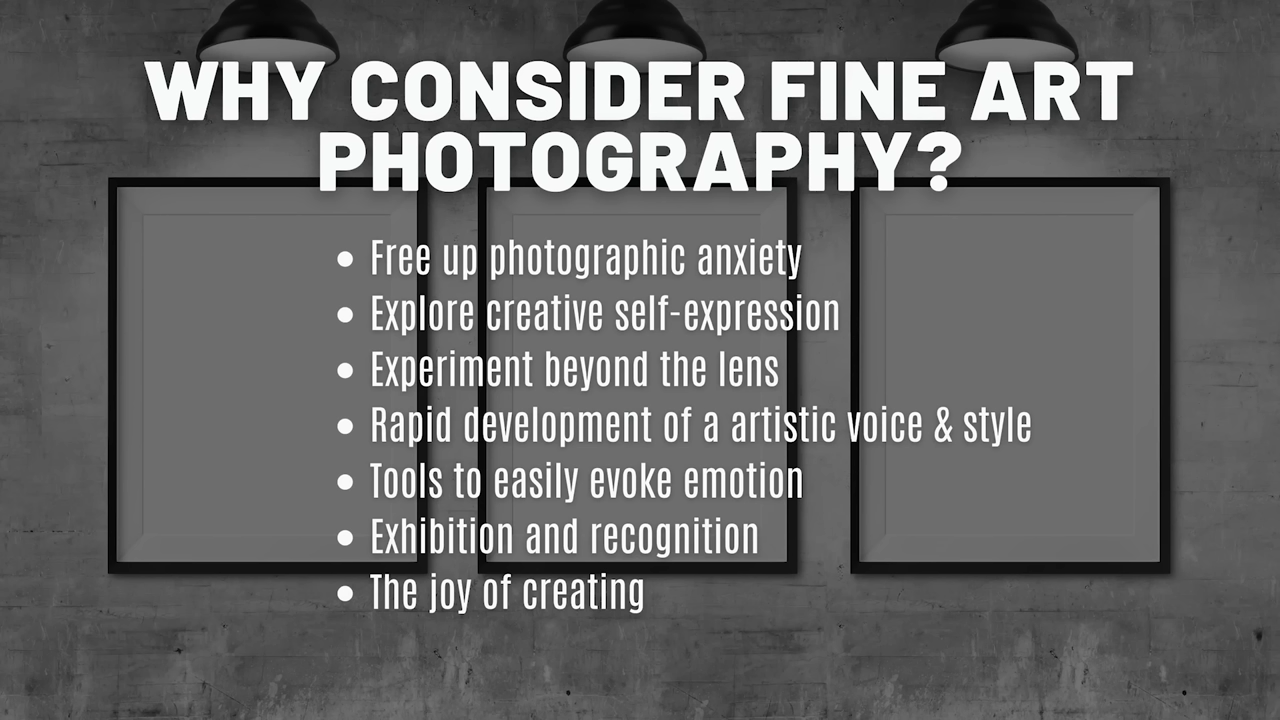 WHY CONSIDER FINE ART
PHOTOGRAPHY?
• Free up photographic anxiety
• Explore creative self-expression
• Experiment beyond the lens
• Rapid development of a artistic voice & style
• Tools to easily evoke emotion
• Exhibition and recognition
• The joy of creating